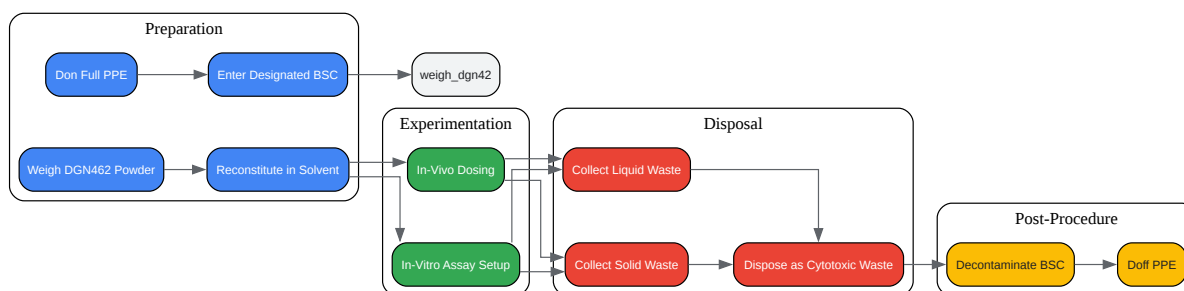 Preparation
Don Full PPE
Enter Designated BSC
weigh_dgn42
Weigh DGN462 Powder
Reconstitute in Solvent
Experimentation
In-Vivo Dosing
In-Vitro Assay Setup
Disposal
Collect Liquid Waste
Collect Solid Waste
Dispose as Cytotoxic Waste
Post-Procedure
Decontaminate BSC
Doff PPE